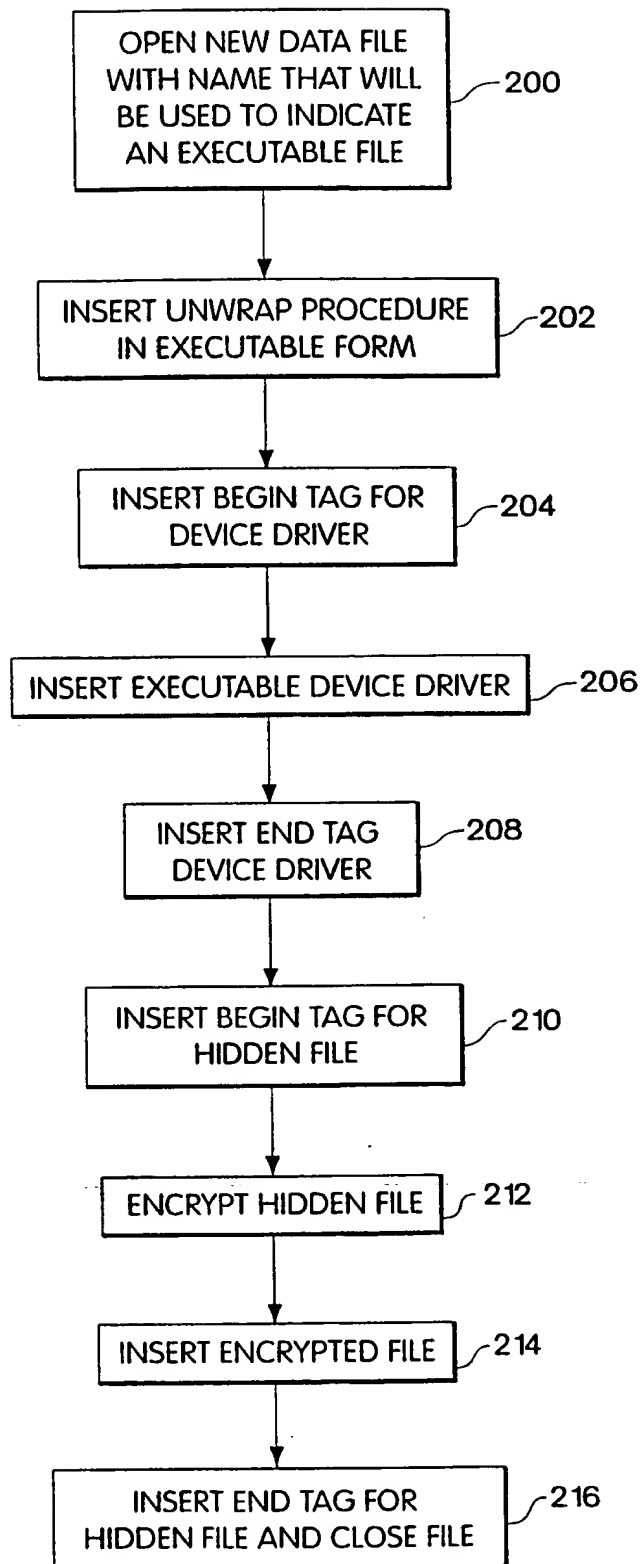 OPEN NEW DATA FILE
WITH NAME THAT WILL
BE USED TO INDICATE
AN EXECUTABLE FILE
200
INSERT UNWRAP PROCEDURE
IN EXECUTABLE FORM
202
INSERT BEGIN TAG FOR
DEVICE DRIVER
204
INSERT EXECUTABLE DEVICE DRIVER
206
INSERT END TAG
DEVICE DRIVER
208
INSERT BEGIN TAG FOR
HIDDEN FILE
210
ENCRYPT HIDDEN FILE
212
INSERT ENCRYPTED FILE
214
INSERT END TAG FOR
HIDDEN FILE AND CLOSE FILE
216